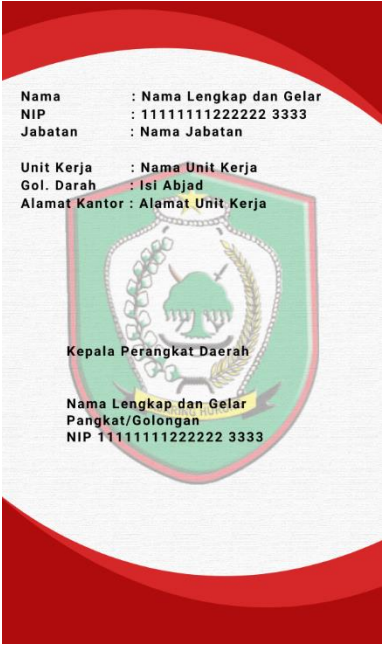 Nama : Nama Lengkap dan Gelar
NIP : 11111111222222 3333
Jabatan : Nama Jabatan
Unit Kerja : Nama Unit Kerja
Gol. Darah : Isi Abjad
Alamat Kantor : Alamat Unit Kerja
Kepala Perangkat Daerah
Nama Lengkap dan Gelar
Pangkat/Golongan
NIP 11111111222222 3333